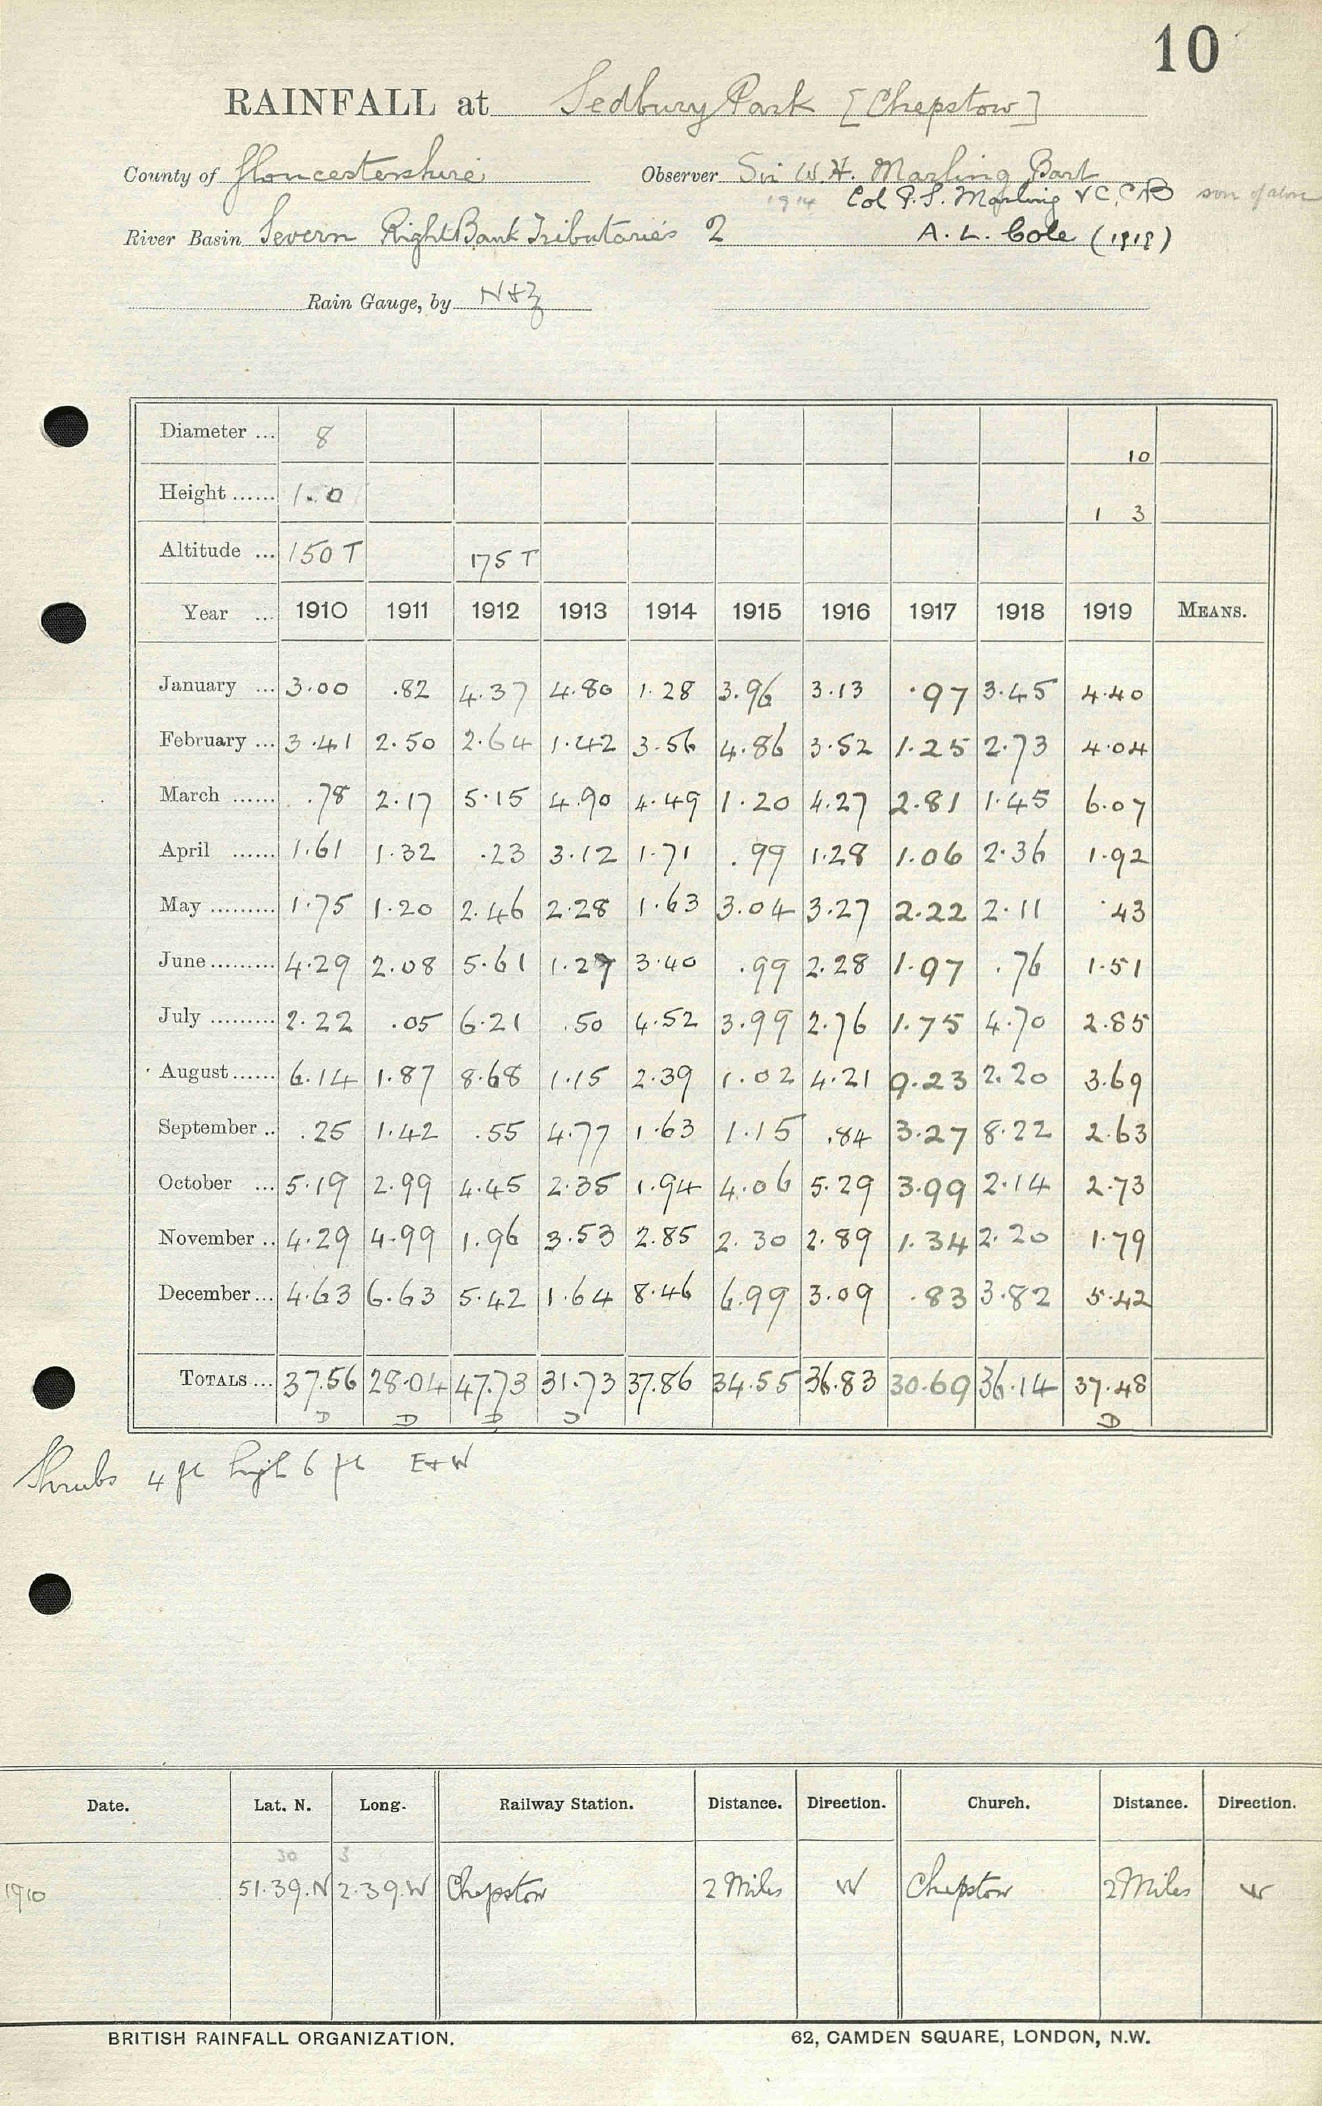 10
RAINFALL at Sedbury Park [Chepstow]
County of Gloucestershire Observer Sir W. H. Marling Bart
1914 Col P. S. Marling VC, CB son of above
River Basin Severn Right Bank Tributaries 2 A. L. Cole (1919)
Rain Gauge, by N+Z
Diameter ... 8 10
Height ...... 1. 0 1 3
Altitude ... 150 T 175 T
Year ... 1910 1911 1912 1913 1914 1915 1916 1917 1918 1919 MEANS.
January ... 3.00 .82 4.37 4.80 1.28 3.96 3.13 .97 3.45 4.40
February ... 3.41 2.50 2.64 1.42 3.56 4.86 3.52 1.25 2.73 4.04
March ...... .78 2.17 5.15 4.90 4.49 1.20 4.27 2.81 1.45 6.07
April ...... 1.61 1.32 .23 3.12 1.71 .99 1.28 1.06 2.36 1.92
May ......... 1.75 1.20 2.46 2.28 1.63 3.04 3.27 2.22 2.11 .43
June ......... 4.29 2.08 5.61 1.27 3.40 .99 2.28 1.97 .76 1.51
July ......... 2.22 .05 6.21 .50 4.52 3.99 2.76 1.75 4.70 2.85
August ...... 6.14 1.87 8.68 1.15 2.39 1.02 4.21 9.23 2.20 3.69
September .. .25 1.42 .55 4.77 1.63 1.15 .84 3.27 8.22 2.63
October ... 5.19 2.99 4.45 2.35 1.94 4.06 5.29 3.99 2.14 2.73
November .. 4.29 4.99 1.96 3.53 2.85 2.30 2.89 1.34 2.20 1.79
December ... 4.63 6.63 5.42 1.64 8.46 6.99 3.09 .83 3.82 5.42
TOTALS ... 37.56 28.04 47.73 31.73 37.86 34.55 36.83 30.69 36.14 37.48
D D D D D
Shrubs 4 ft high 6 ft E+W
Date. Lat. N. Long. Railway Station. Distance. Direction. Church. Distance. Direction.
30 3
1910 51.39.N 2.39.W Chepstow 2 Miles W Chepstow 2 Miles W
BRITISH RAINFALL ORGANIZATION. 62, CAMDEN SQUARE, LONDON, N.W.